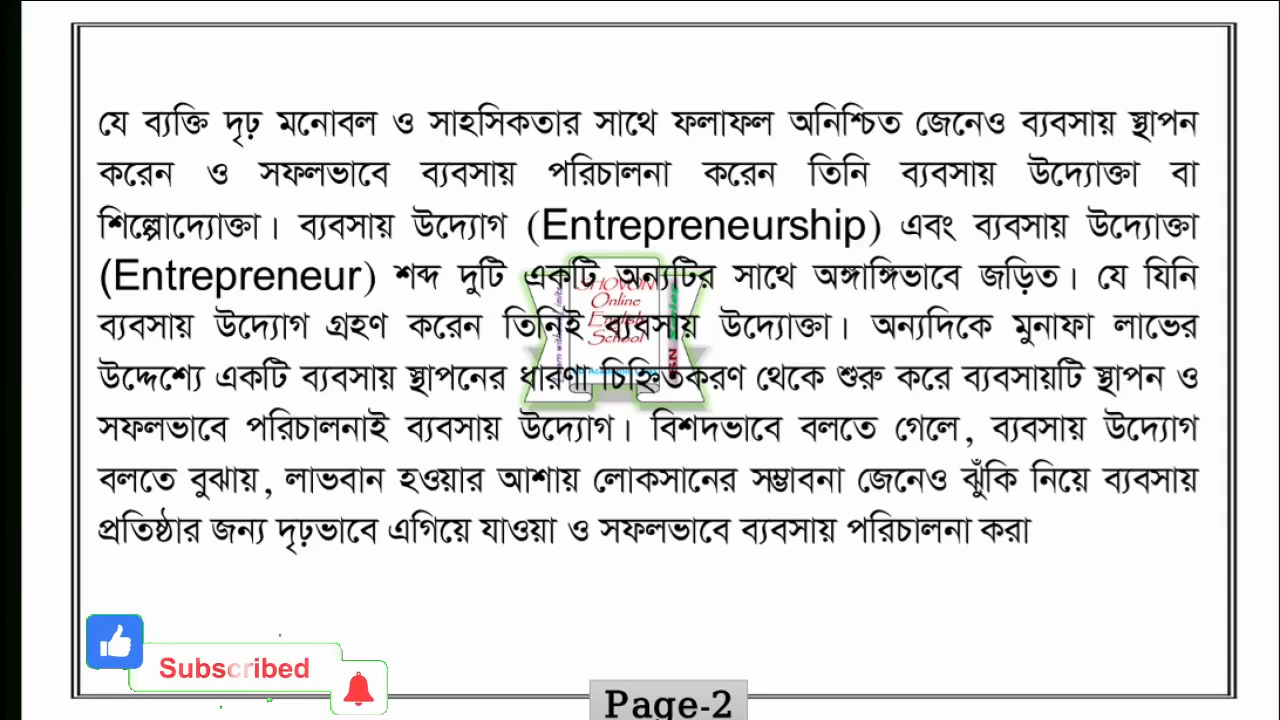 যে ব্যক্তি দৃঢ় মনোবল ও সাহসিকতার সাথে ফলাফল অনিশ্চিত জেনেও ব্যবসায় স্থাপন
করেন ও সফলভাবে ব্যবসায় পরিচালনা করেন তিনি ব্যবসায় উদ্যোক্তা বা
শিল্পোদ্যোক্তা। ব্যবসায় উদ্যোগ (Entrepreneurship) এবং ব্যবসায় উদ্যোক্তা
(Entrepreneur) শব্দ দুটি একটি অন্যটির সাথে অঙ্গাঙ্গিভাবে জড়িত। যে যিনি
ব্যবসায় উদ্যোগ গ্রহণ করেন তিনিই ব্যবসায় উদ্যোক্তা। অন্যদিকে মুনাফা লাভের
উদ্দেশ্যে একটি ব্যবসায় স্থাপনের ধারণা চিহ্নিতকরণ থেকে শুরু করে ব্যবসায়টি স্থাপন ও
সফলভাবে পরিচালনাই ব্যবসায় উদ্যোগ। বিশদভাবে বলতে গেলে, ব্যবসায় উদ্যোগ
বলতে বুঝায়, লাভবান হওয়ার আশায় লোকসানের সম্ভাবনা জেনেও ঝুঁকি নিয়ে ব্যবসায়
প্রতিষ্ঠার জন্য দৃঢ়ভাবে এগিয়ে যাওয়া ও সফলভাবে ব্যবসায় পরিচালনা করা
SHOVON
Online
English
School
Subscribed
Page-2